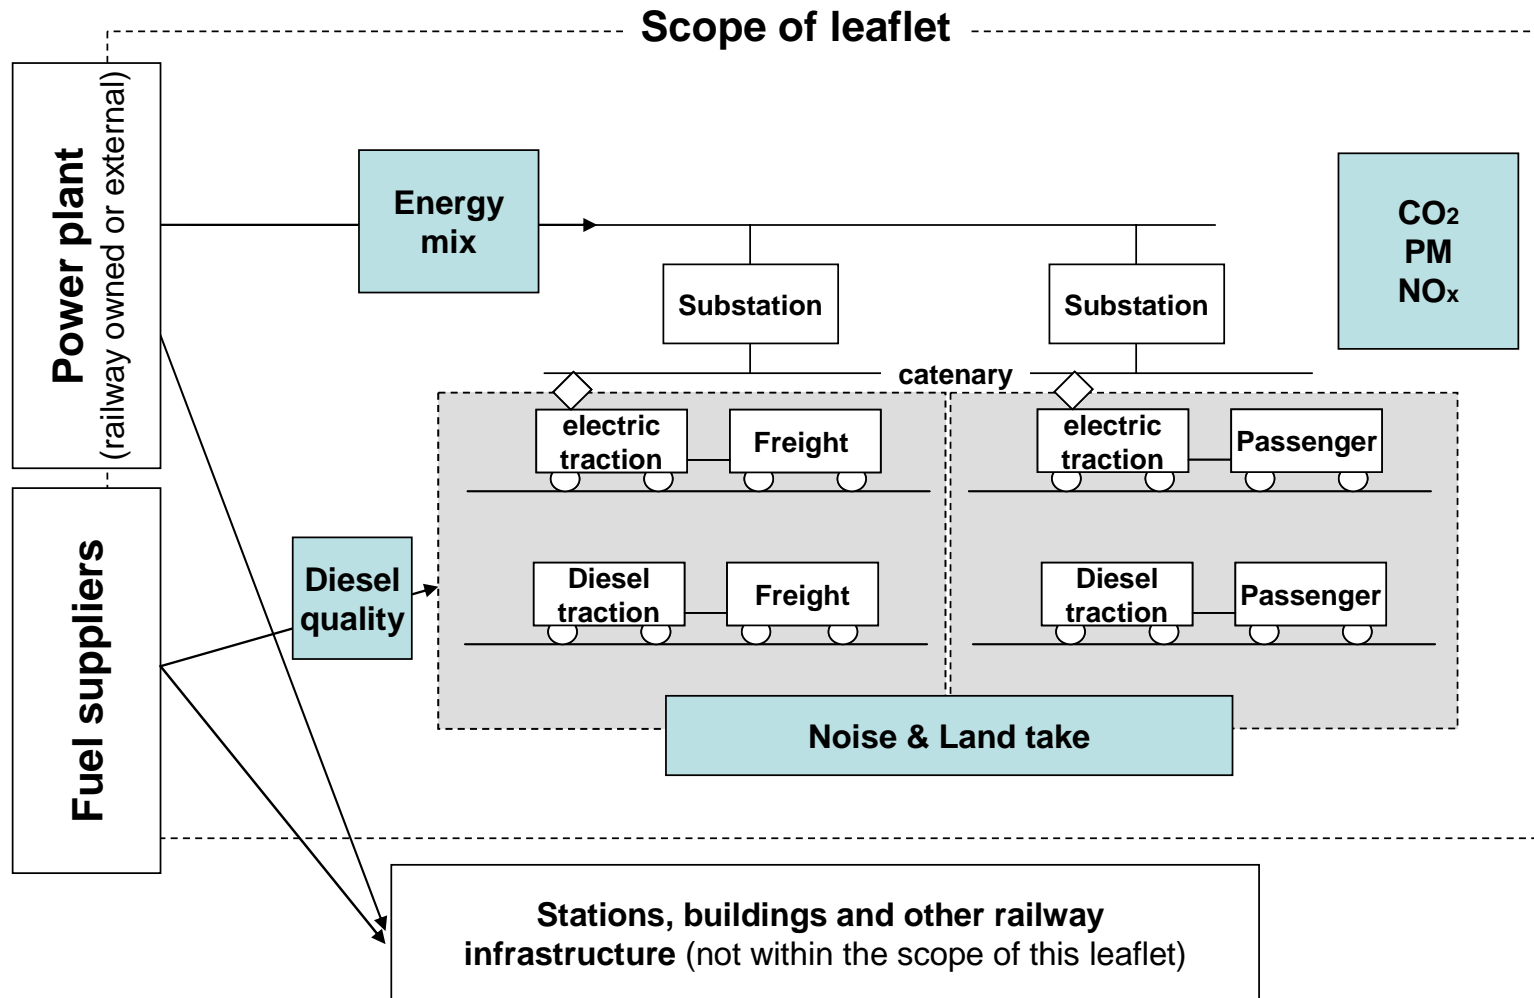 Scope of leaflet
Power plant
(railway owned or external)
Energy
mix
CO2
PM
NOx
Substation
Substation
catenary
electric
traction
Freight
electric
traction
Passenger
Fuel suppliers
Diesel
quality
Diesel
traction
Freight
Diesel
traction
Passenger
Noise & Land take
Stations, buildings and other railway
infrastructure (not within the scope of this leaflet)